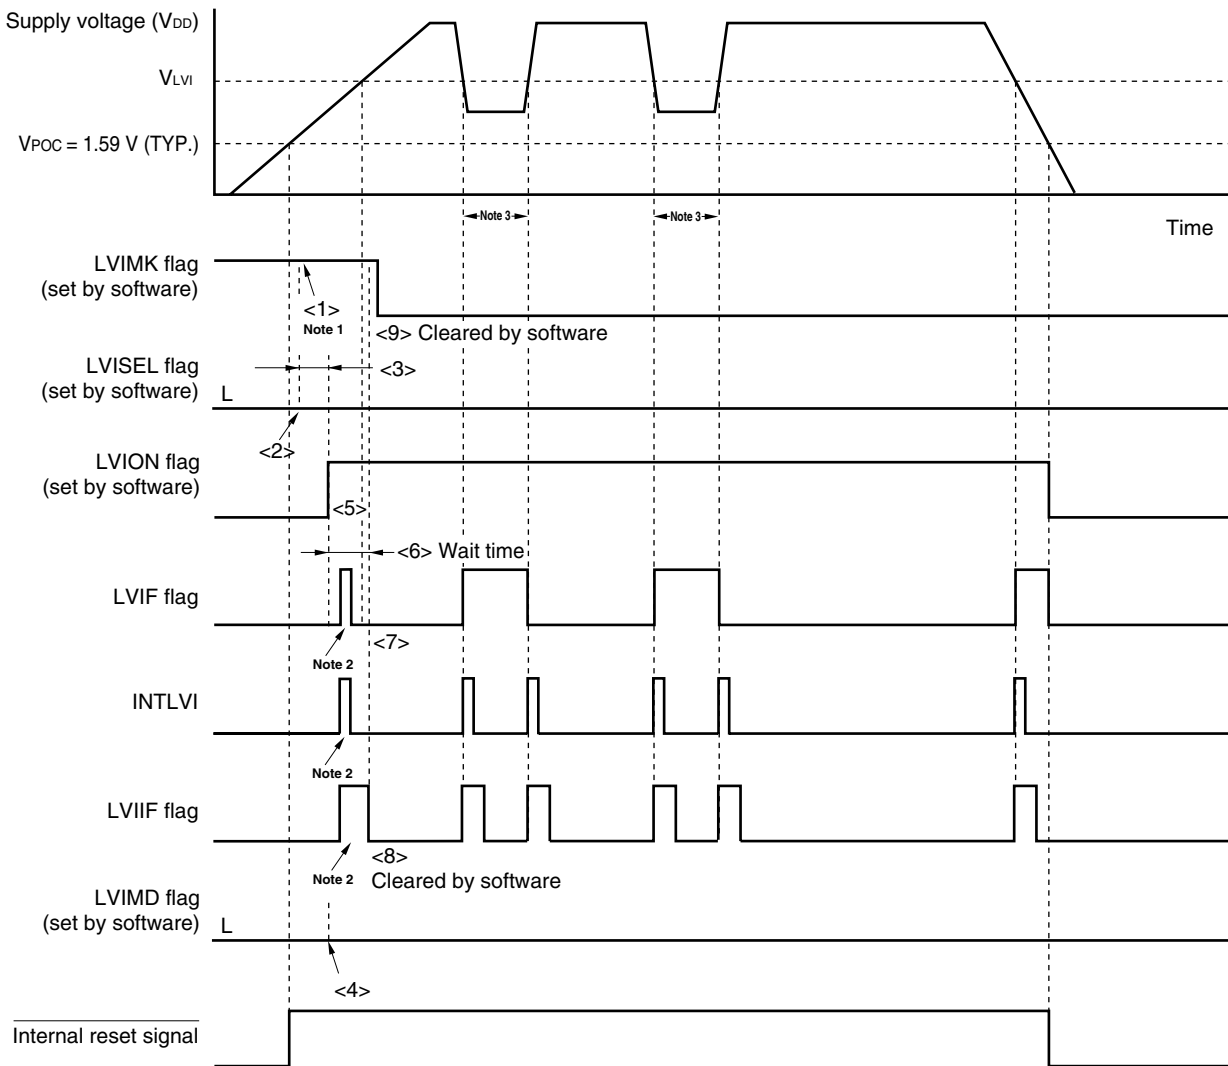 Supply voltage (VDD)
VLVI
VPOC = 1.59 V (TYP.)
Note 3
Note 3
Time
LVIMK flag
(set by software)
<1>
Note 1
<9> Cleared by software
LVISEL flag
(set by software)
L
<3>
<2>
LVION flag
(set by software)
<5>
<6> Wait time
LVIF flag
<7>
Note 2
INTLVI
Note 2
LVIIF flag
<8>
Note 2
Cleared by software
LVIMD flag
(set by software)
L
<4>
Internal reset signal